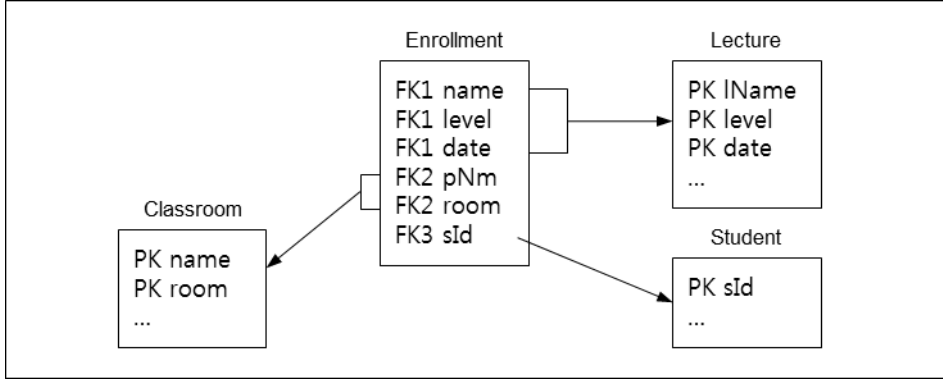 Enrollment
FK1 name
FK1 level
FK1 date
FK2 pNm
FK2 room
FK3 sId
Lecture
PK lName
PK level
PK date
...
Classroom
PK name
PK room
...
Student
PK sId
...